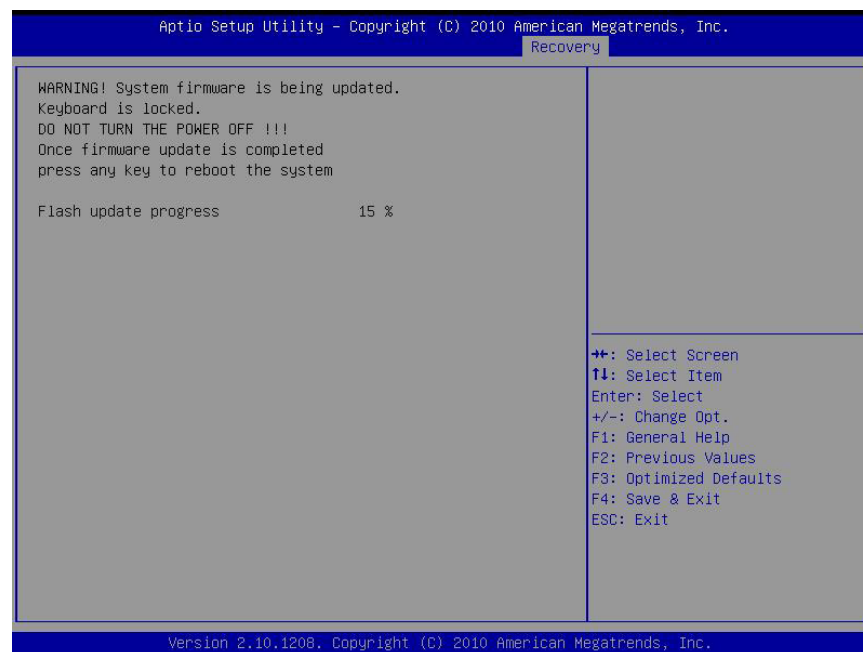 Aptio Setup Utility – Copyright (C) 2010 American Megatrends, Inc.
Recovery
WARNING! System firmware is being updated.
Keyboard is locked.
DO NOT TURN THE POWER OFF !!!
Once firmware update is completed
press any key to reboot the system
Flash update progress 15 %
→←: Select Screen
↑↓: Select Item
Enter: Select
+/-: Change Opt.
F1: General Help
F2: Previous Values
F3: Optimized Defaults
F4: Save & Exit
ESC: Exit
Version 2.10.1208. Copyright (C) 2010 American Megatrends, Inc.